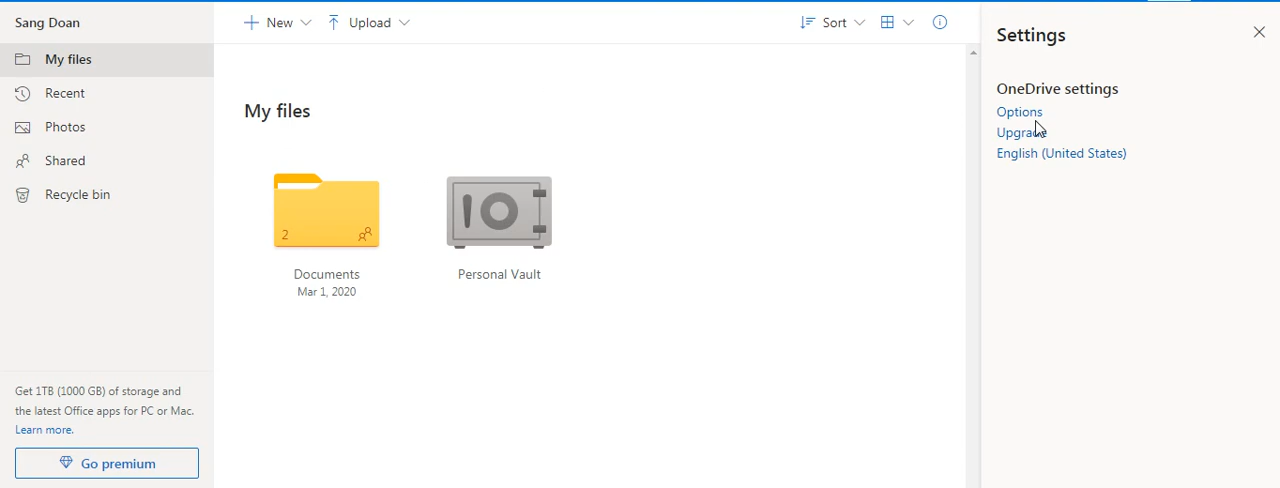 Sang Doan
My files
Recent
Photos
Shared
Recycle bin
Get 1TB (1000 GB) of storage and
the latest Office apps for PC or Mac.
Learn more.
Go premium
New
Upload
Sort
My files
2
Documents
Mar 1, 2020
Personal Vault
Settings
OneDrive settings
Options
Upgrade
English (United States)